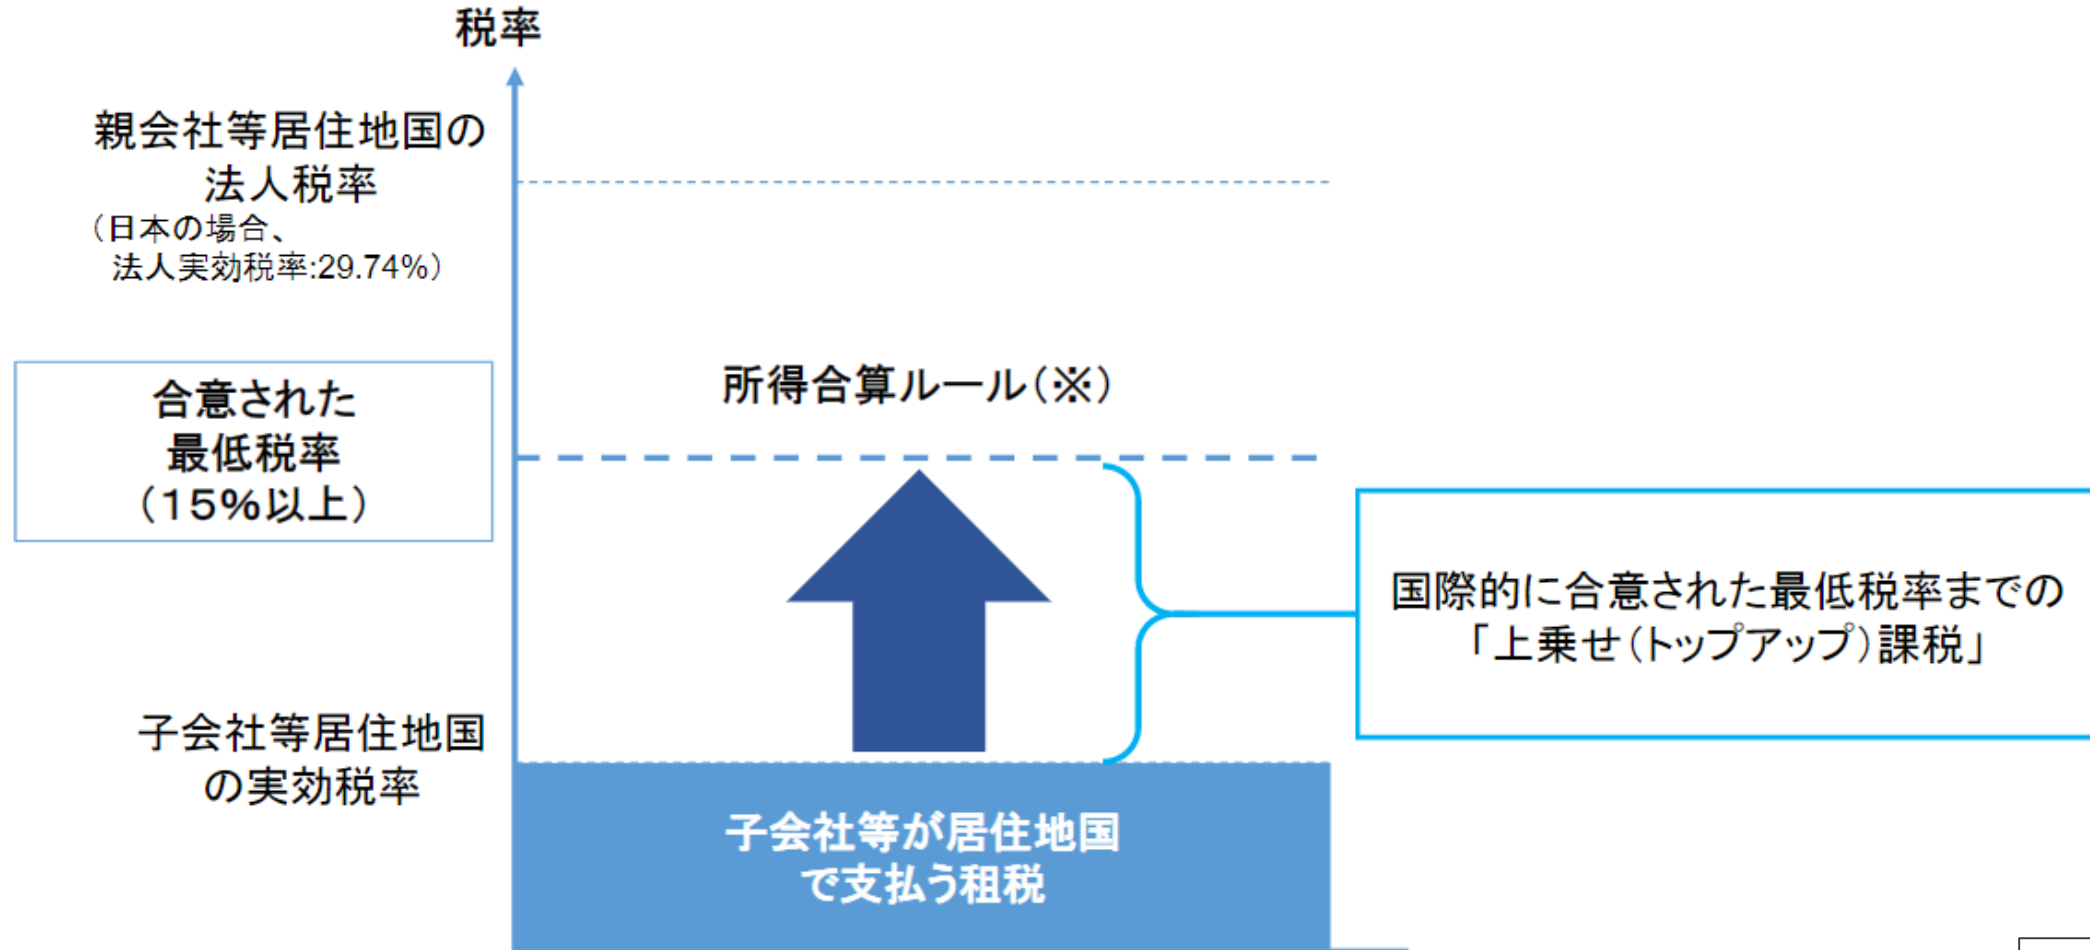 税率
親会社等居住地国の
法人税率
（日本の場合、
法人実効税率:29.74%）
所得合算ルール（※）
合意された
最低税率
（15%以上）
国際的に合意された最低税率までの
「上乗せ（トップアップ）課税」
子会社等居住地国
の実効税率
子会社等が居住地国
で支払う租税